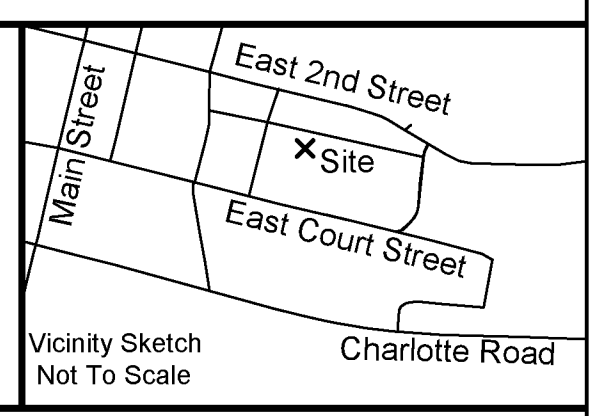 East 2nd Street
Main Street
Site
East Court Street
Vicinity Sketch
Not To Scale
Charlotte Road